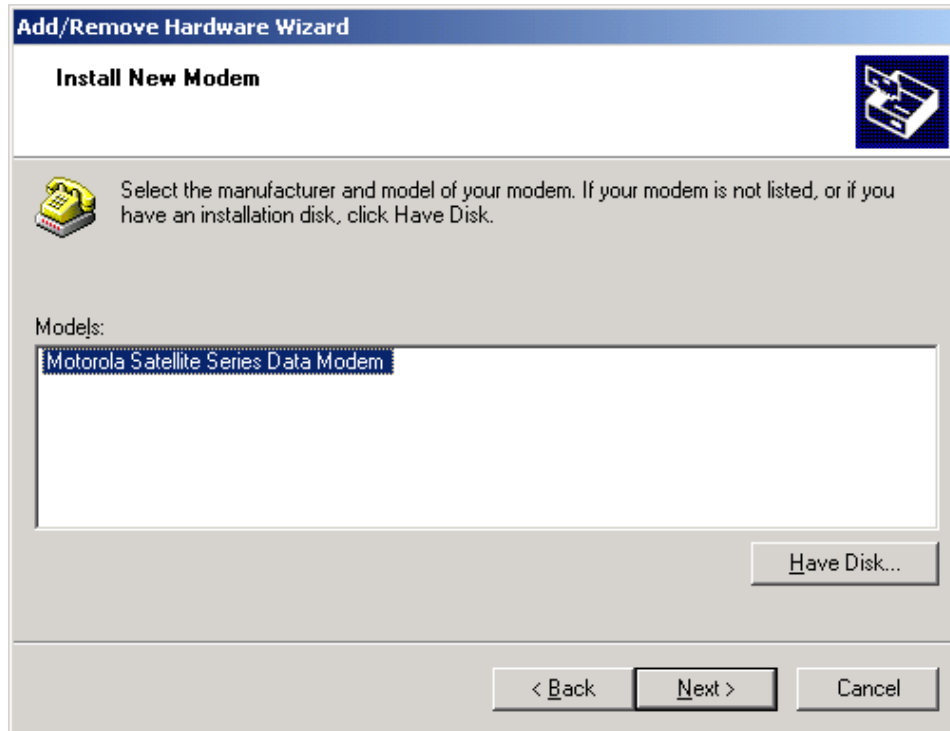 Add/Remove Hardware Wizard
Install New Modem
Select the manufacturer and model of your modem. If your modem is not listed, or if you
have an installation disk, click Have Disk.
Models:
Motorola Satellite Series Data Modem
Have Disk...
< Back
Next >
Cancel